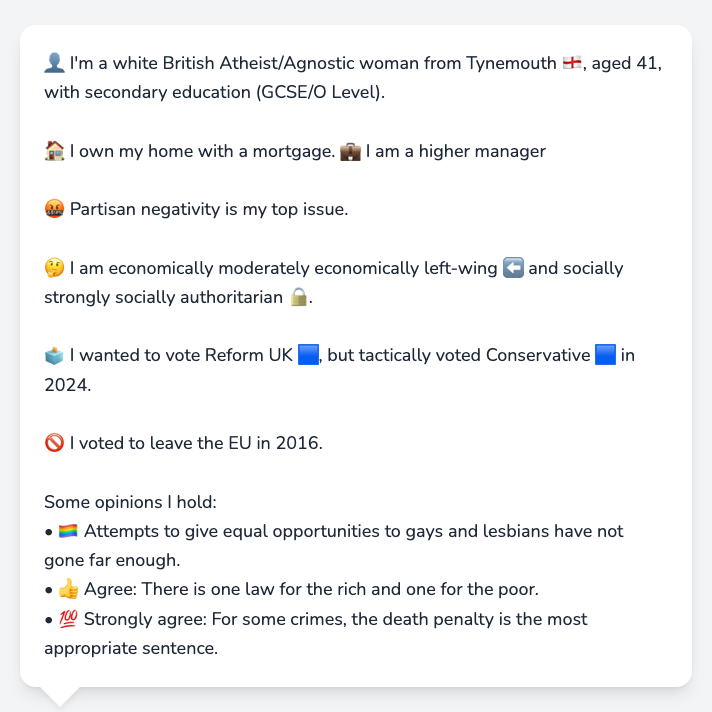 👤 I'm a white British Atheist/Agnostic woman from Tynemouth 🏴󠁧󠁢󠁥󠁮󠁧󠁿, aged 41,
with secondary education (GCSE/O Level).
🏠 I own my home with a mortgage. 💼 I am a higher manager
🤬 Partisan negativity is my top issue.
🤔 I am economically moderately economically left-wing ⬅️ and socially
strongly socially authoritarian 🔒.
🗳️ I wanted to vote Reform UK 🟦, but tactically voted Conservative 🟦 in
2024.
🚫 I voted to leave the EU in 2016.
Some opinions I hold:
• 🏳️‍🌈 Attempts to give equal opportunities to gays and lesbians have not
gone far enough.
• 👍 Agree: There is one law for the rich and one for the poor.
• 💯 Strongly agree: For some crimes, the death penalty is the most
appropriate sentence.